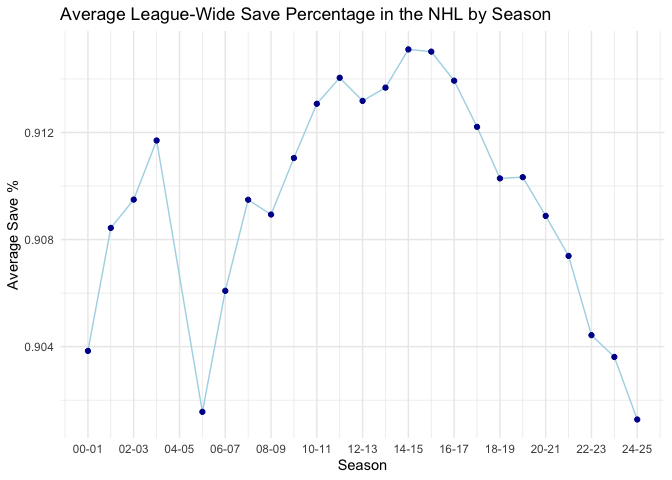 Average League-Wide Save Percentage in the NHL by Season
Average Save %
0.912
0.908
0.904
00-01 02-03 04-05 06-07 08-09 10-11 12-13 14-15 16-17 18-19 20-21 22-23 24-25
Season